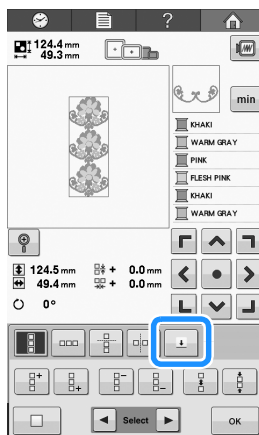 ?
124.4 mm
49.3 mm
min
KHAKI
WARM GRAY
PINK
FLESH PINK
KHAKI
WARM GRAY
124.5 mm + 0.0 mm
49.4 mm + 0.0 mm
0°
Select
OK